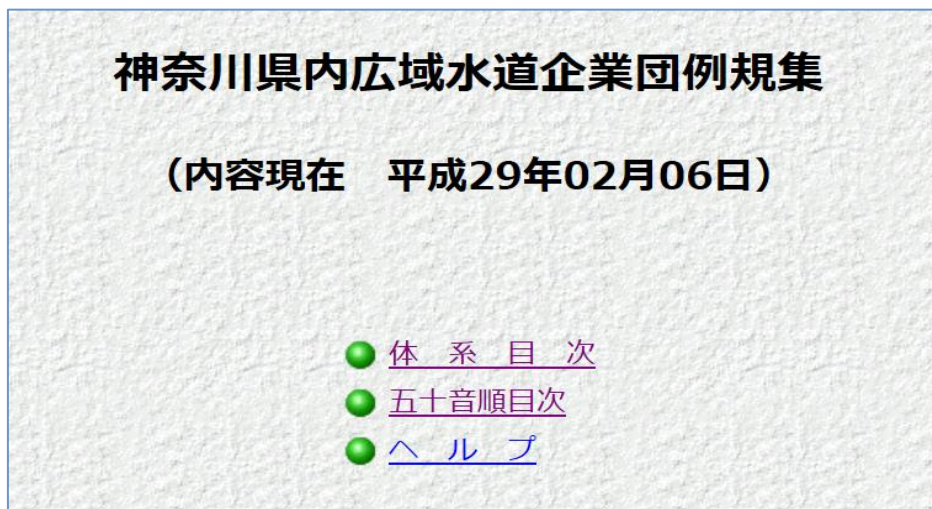 神奈川県内広域水道企業団例規集
（内容現在　平成29年02月06日）
体　系　目　次
五十音順目次
ヘ　ル　プ